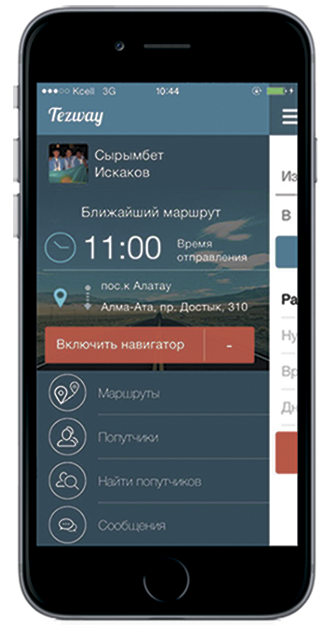 Kcell 3G 10:44
Tezway
Сырымбет
Искаков
Ближайший маршрут
11:00 Время
отправления
пос.к Алатау
Алма-Ата, пр. Достык, 310
Включить навигатор -
Маршруты
Попутчики
Найти попутчиков
Сообщения
Из
В
Ра
Ну
Вр
Дн